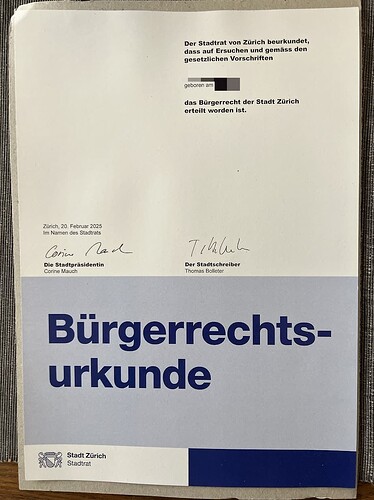 Der Stadtrat von Zürich beurkundet,
dass auf Ersuchen und gemäss den
gesetzlichen Vorschriften
geboren am
das Bürgerrecht der Stadt Zürich
erteilt worden ist.
Zürich, 20. Februar 2025
Im Namen des Stadtrats
Corine Mauch
Die Stadtpräsidentin
Corine Mauch
Der Stadtschreiber
Thomas Bolleter
Bürgerrechts-
urkunde
Stadt Zürich
Stadtrat